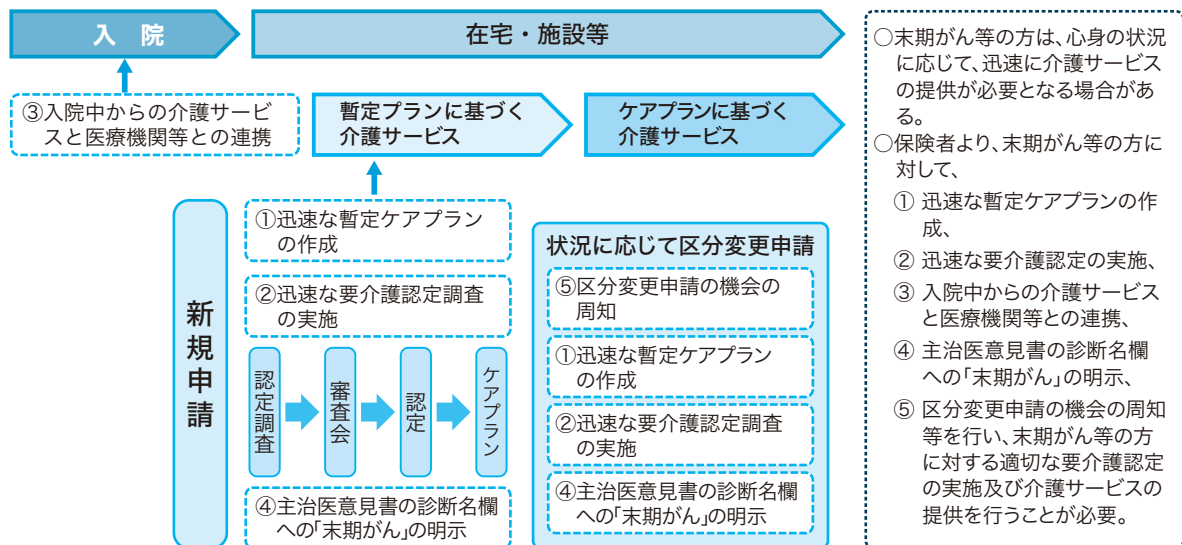 入 院
在宅・施設等
③入院中からの介護サービ
スと医療機関等との連携
暫定プランに基づく
介護サービス
ケアプランに基づく
介護サービス
新規申請
①迅速な暫定ケアプラン
の作成
②迅速な要介護認定調査
の実施
認定調査
審査会
認定
ケアプラン
④主治医意見書の診断名欄
への｢末期がん｣の明示
状況に応じて区分変更申請
⑤区分変更申請の機会の
周知
①迅速な暫定ケアプラン
の作成
②迅速な要介護認定調査
の実施
④主治医意見書の診断名欄
への｢末期がん｣の明示
○末期がん等の方は、心身の状況
に応じて、迅速に介護サービス
の提供が必要となる場合があ
る。
○保険者より、末期がん等の方に
対して、
① 迅速な暫定ケアプランの作
成、
② 迅速な要介護認定の実施、
③ 入院中からの介護サービス
と医療機関等との連携、
④ 主治医意見書の診断名欄
への｢末期がん｣の明示、
⑤ 区分変更申請の機会の周知
等を行い、末期がん等の方
に対する適切な要介護認定
の実施及び介護サービスの
提供を行うことが必要。